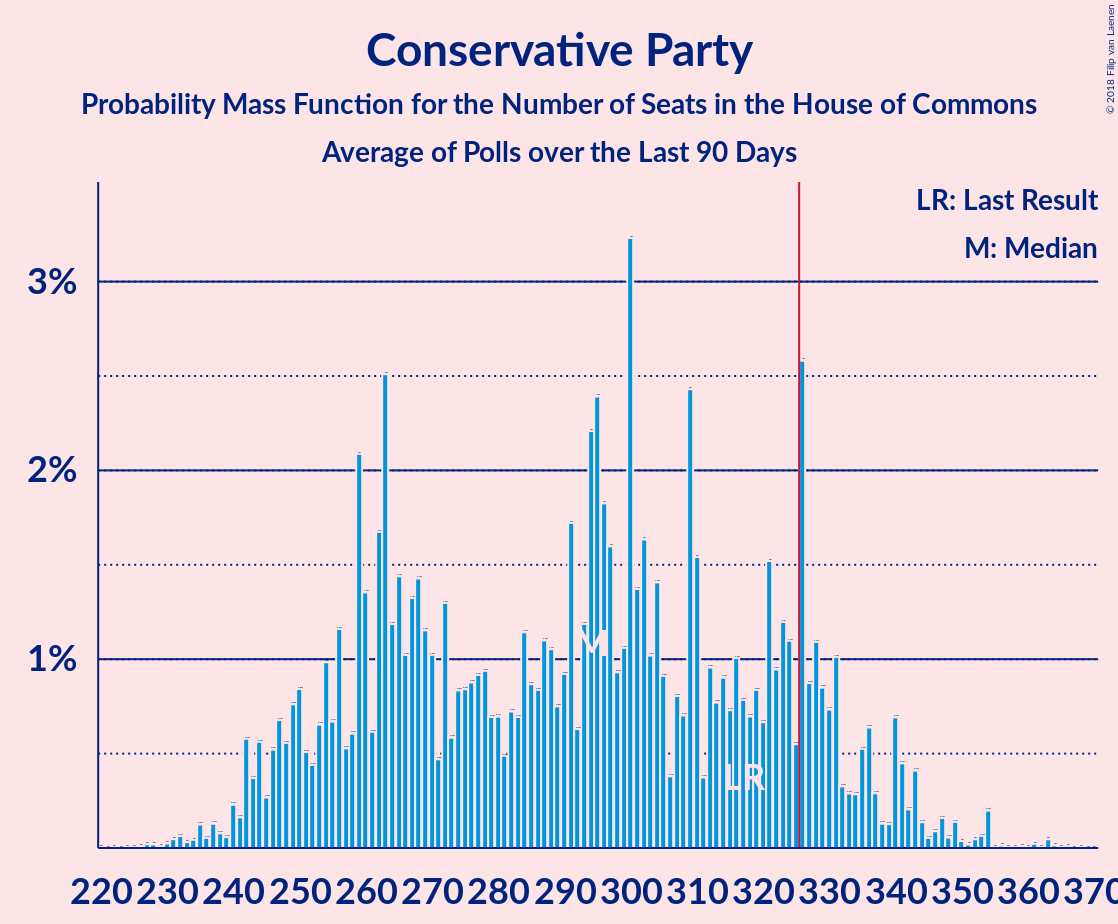 Conservative Party
Probability Mass Function for the Number of Seats in the House of Commons
Average of Polls over the Last 90 Days
© 2018 Filip van Laenen
LR: Last Result
M: Median
3%
2%
1%
M
LR
220 230 240 250 260 270 280 290 300 310 320 330 340 350 360 370